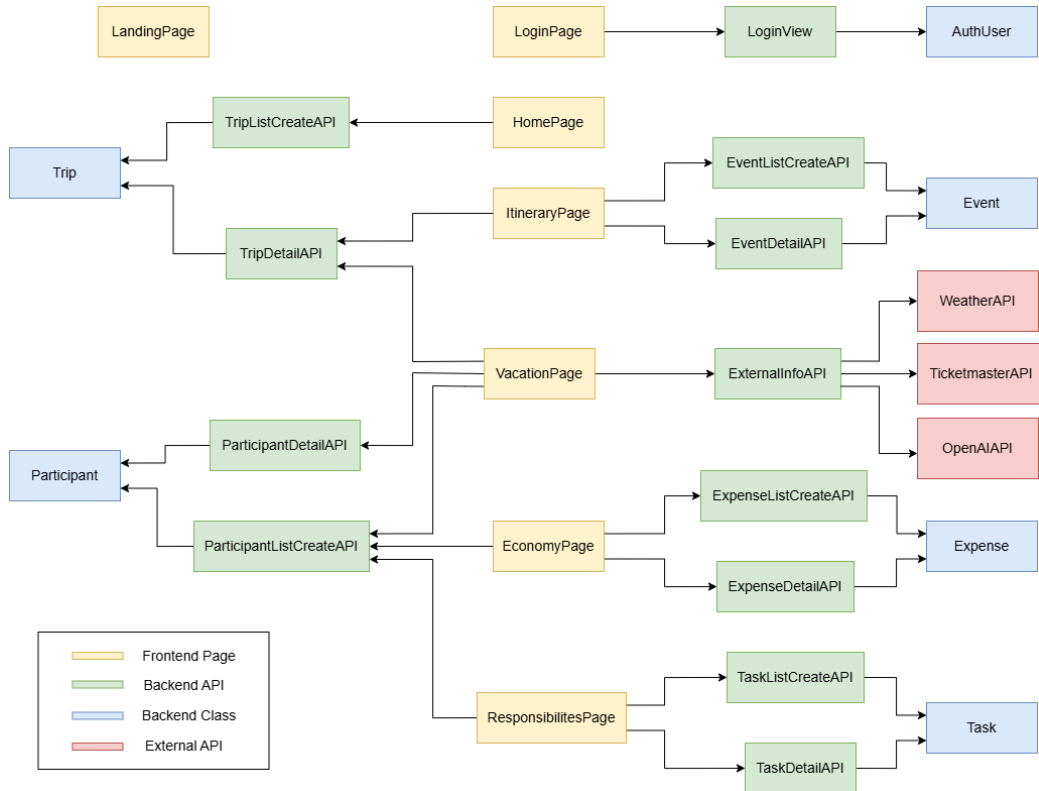 LandingPage
LoginPage
LoginView
AuthUser
TripListCreateAPI
HomePage
Trip
EventListCreateAPI
ItineraryPage
Event
TripDetailAPI
EventDetailAPI
WeatherAPI
VacationPage
ExternalInfoAPI
TicketmasterAPI
ParticipantDetailAPI
OpenAIAPI
Participant
ExpenseListCreateAPI
ParticipantListCreateAPI
EconomyPage
Expense
ExpenseDetailAPI
Frontend Page
Backend API
Backend Class
External API
TaskListCreateAPI
ResponsibilitesPage
Task
TaskDetailAPI